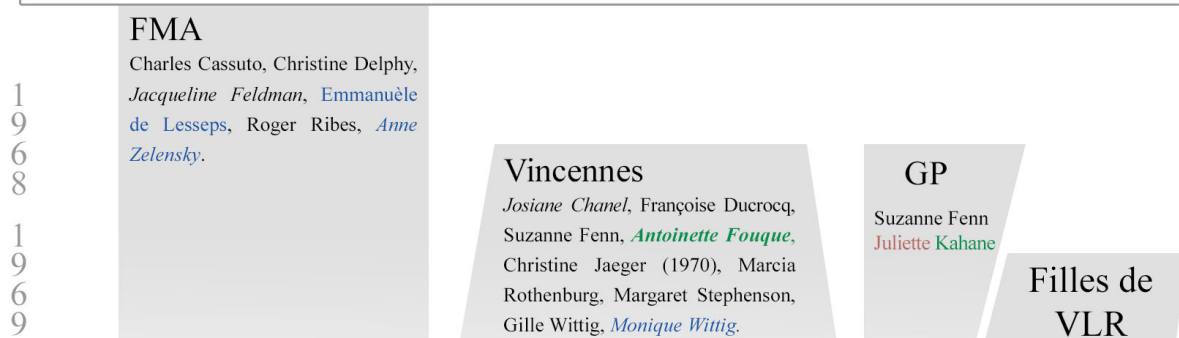 FMA
Charles Cassuto, Christine Delphy,
Jacqueline Feldman, Emmanuèle
de Lesseps, Roger Ribes, Anne
Zelensky.
1
9
6
8
Vincennes
Josiane Chanel, Françoise Ducrocq,
Suzanne Fenn, Antoinette Fouque,
Christine Jaeger (1970), Marcia
Rothenburg, Margaret Stephenson,
Gille Wittig, Monique Wittig.
GP
Suzanne Fenn
Juliette Kahane
1
9
6
9
Filles de
VLR